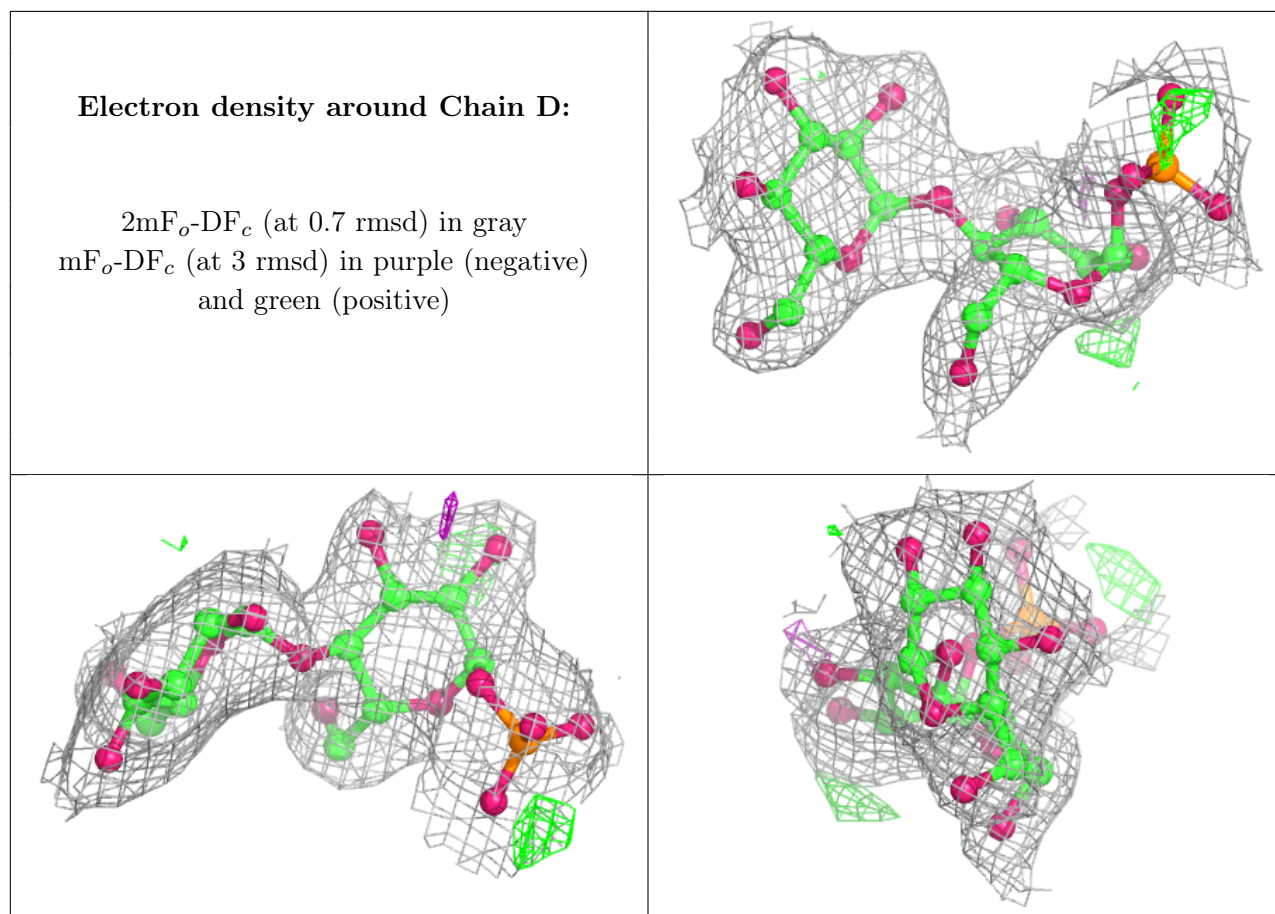 Electron density around Chain D:
2mFₒ-DF𝒸 (at 0.7 rmsd) in gray
mFₒ-DF𝒸 (at 3 rmsd) in purple (negative)
and green (positive)